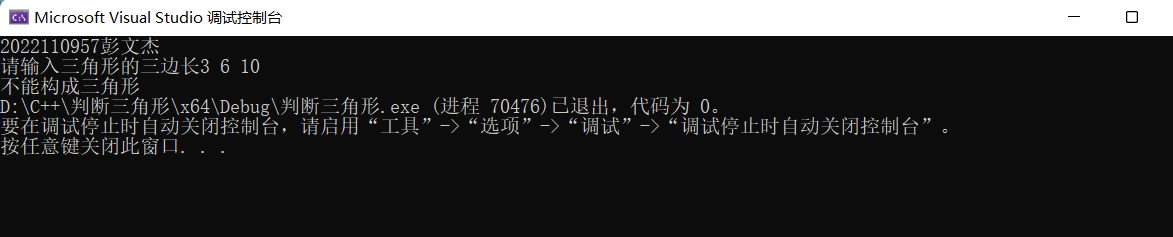 Microsoft Visual Studio 调试控制台
2022110957彭文杰
请输入三角形的三边长3 6 10
不能构成三角形
D:\C++\判断三角形\x64\Debug\判断三角形.exe (进程 70476)已退出，代码为 0。
要在调试停止时自动关闭控制台，请启用“工具”->“选项”->“调试”->“调试停止时自动关闭控制台”。
按任意键关闭此窗口. . .